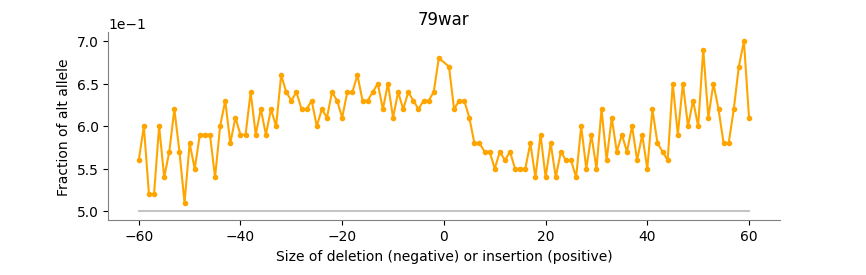 79war
1e−1
7.0
6.5
6.0
5.5
5.0
Fraction of alt allele
−60 −40 −20 0 20 40 60
Size of deletion (negative) or insertion (positive)